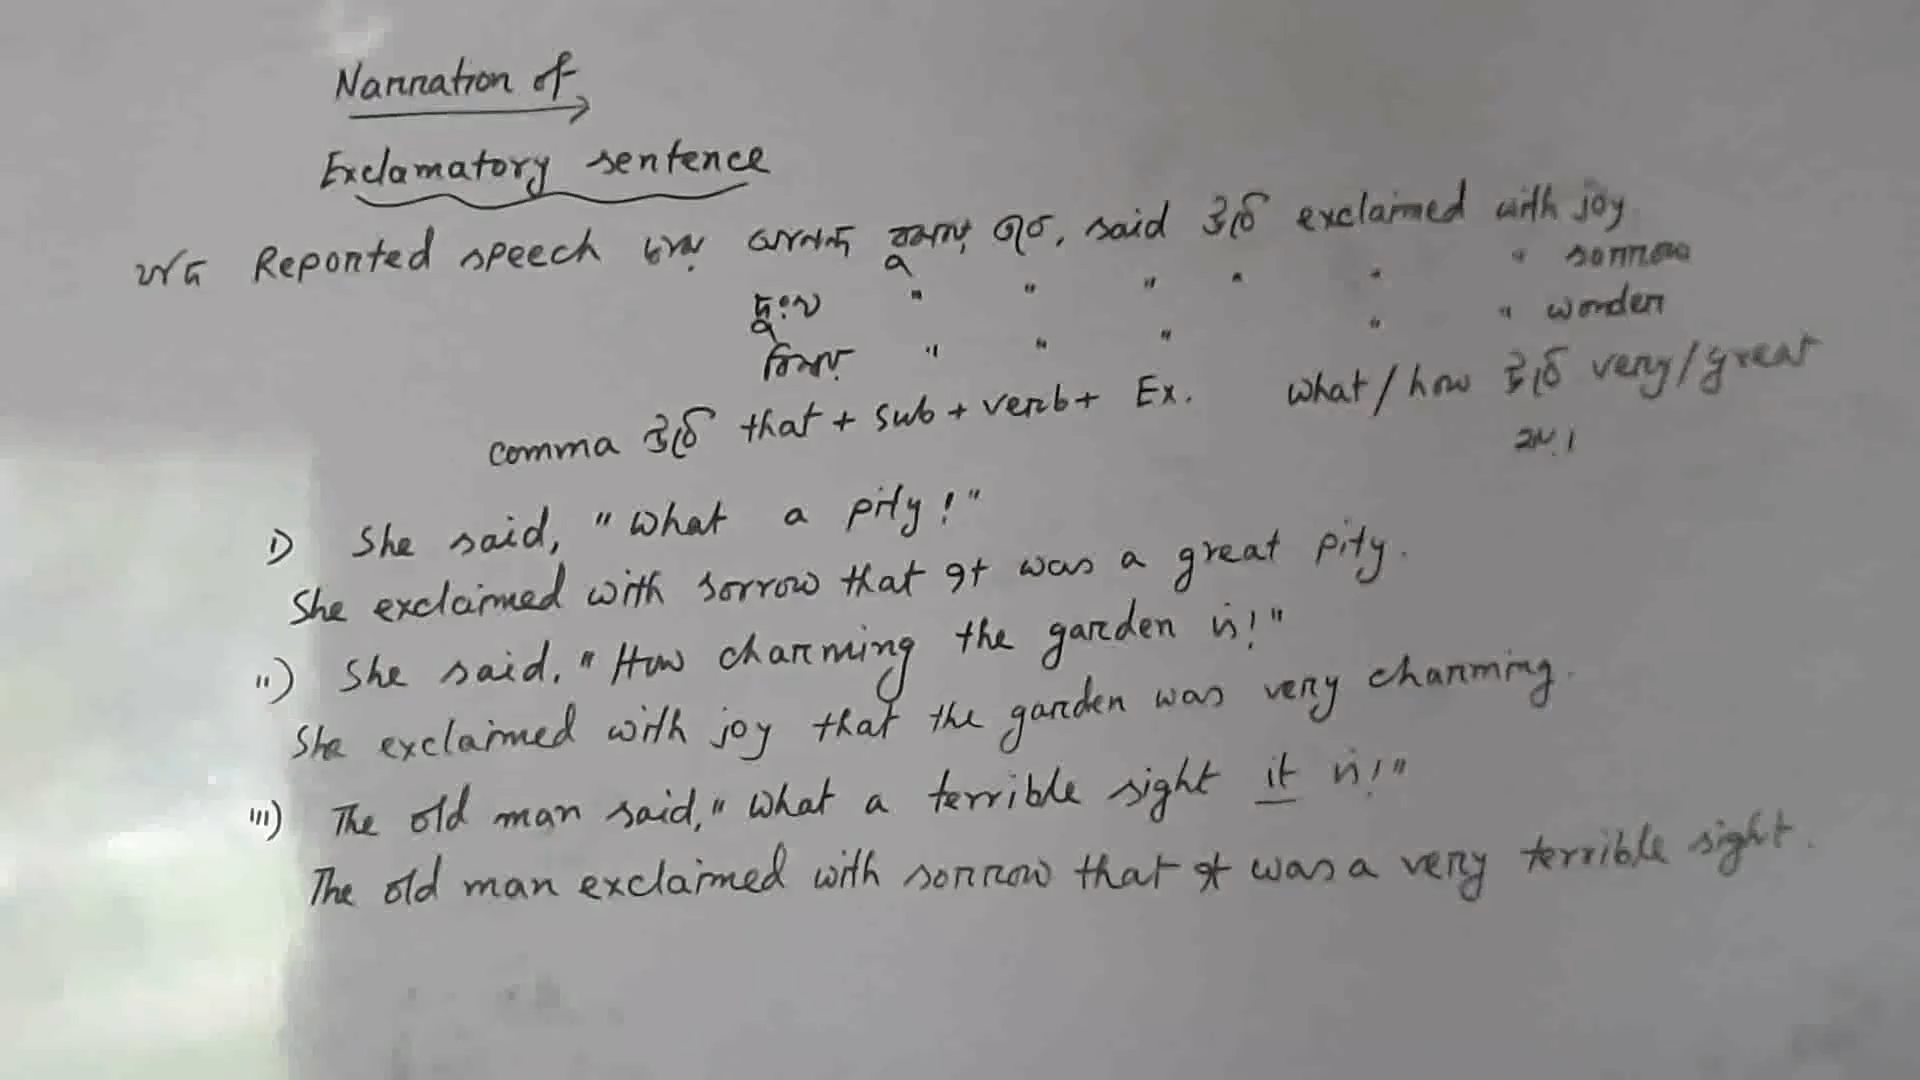 Narration of
Exclamatory sentence
যদি Reported speech দ্বারা আনন্দ বুঝায় তবে, said উঠে exclaimed with joy
দুঃখ " " " " " " sorrow
বিস্ময় " " " " " wonder
comma উঠে that + sub + verb + Ex. what / how উঠে very / great
হয়।
i) She said, "What a pity!"
She exclaimed with sorrow that It was a great pity.
ii) She said, "How charming the garden is!"
She exclaimed with joy that the garden was very charming.
iii) The old man said, "What a terrible sight it is!"
The old man exclaimed with sorrow that it was a very terrible sight.